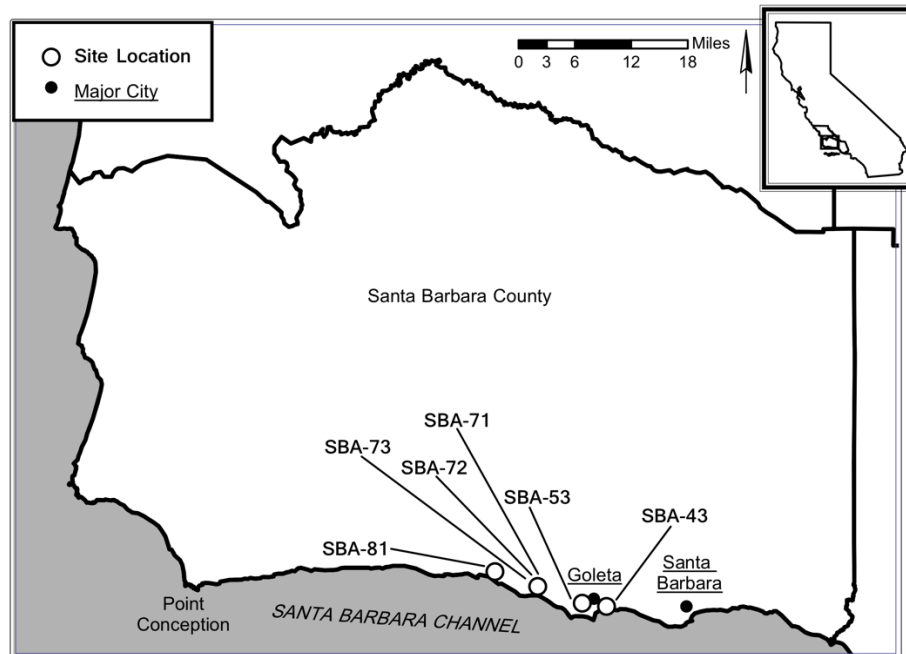 Site Location
Major City
Miles
0 3 6 12 18
Santa Barbara County
SBA-71
SBA-73
SBA-72
SBA-53
SBA-43
SBA-81
Goleta
Santa
Barbara
Point
Conception
SANTA BARBARA CHANNEL